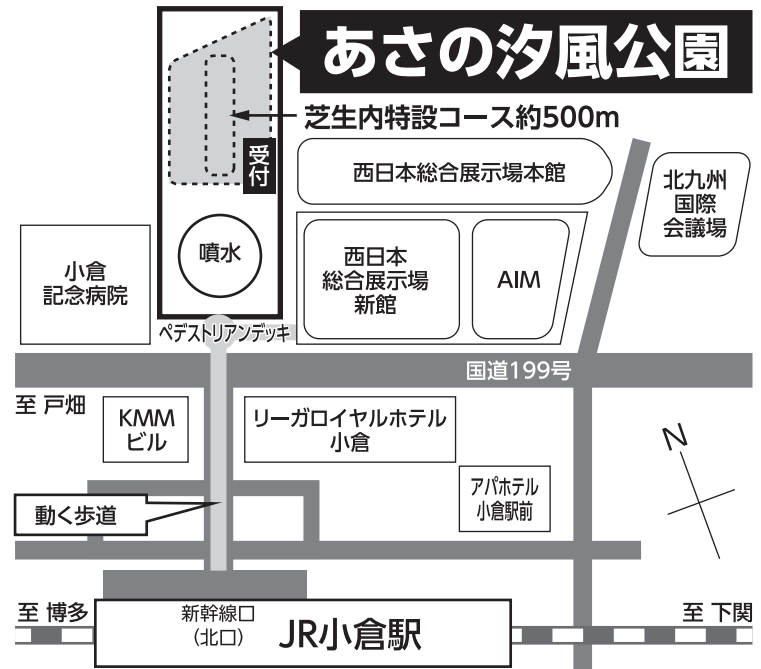 あさの汐風公園
芝生内特設コース約500m
受付
西日本総合展示場本館
北九州
国際
会議場
噴水
小倉
記念病院
西日本
総合展示場
新館
AIM
ペデストリアンデッキ
国道199号
至 戸畑
KMM
ビル
リーガロイヤルホテル
小倉
N
アパホテル
小倉駅前
動く歩道
至 博多
新幹線口
(北口)
JR小倉駅
至 下関